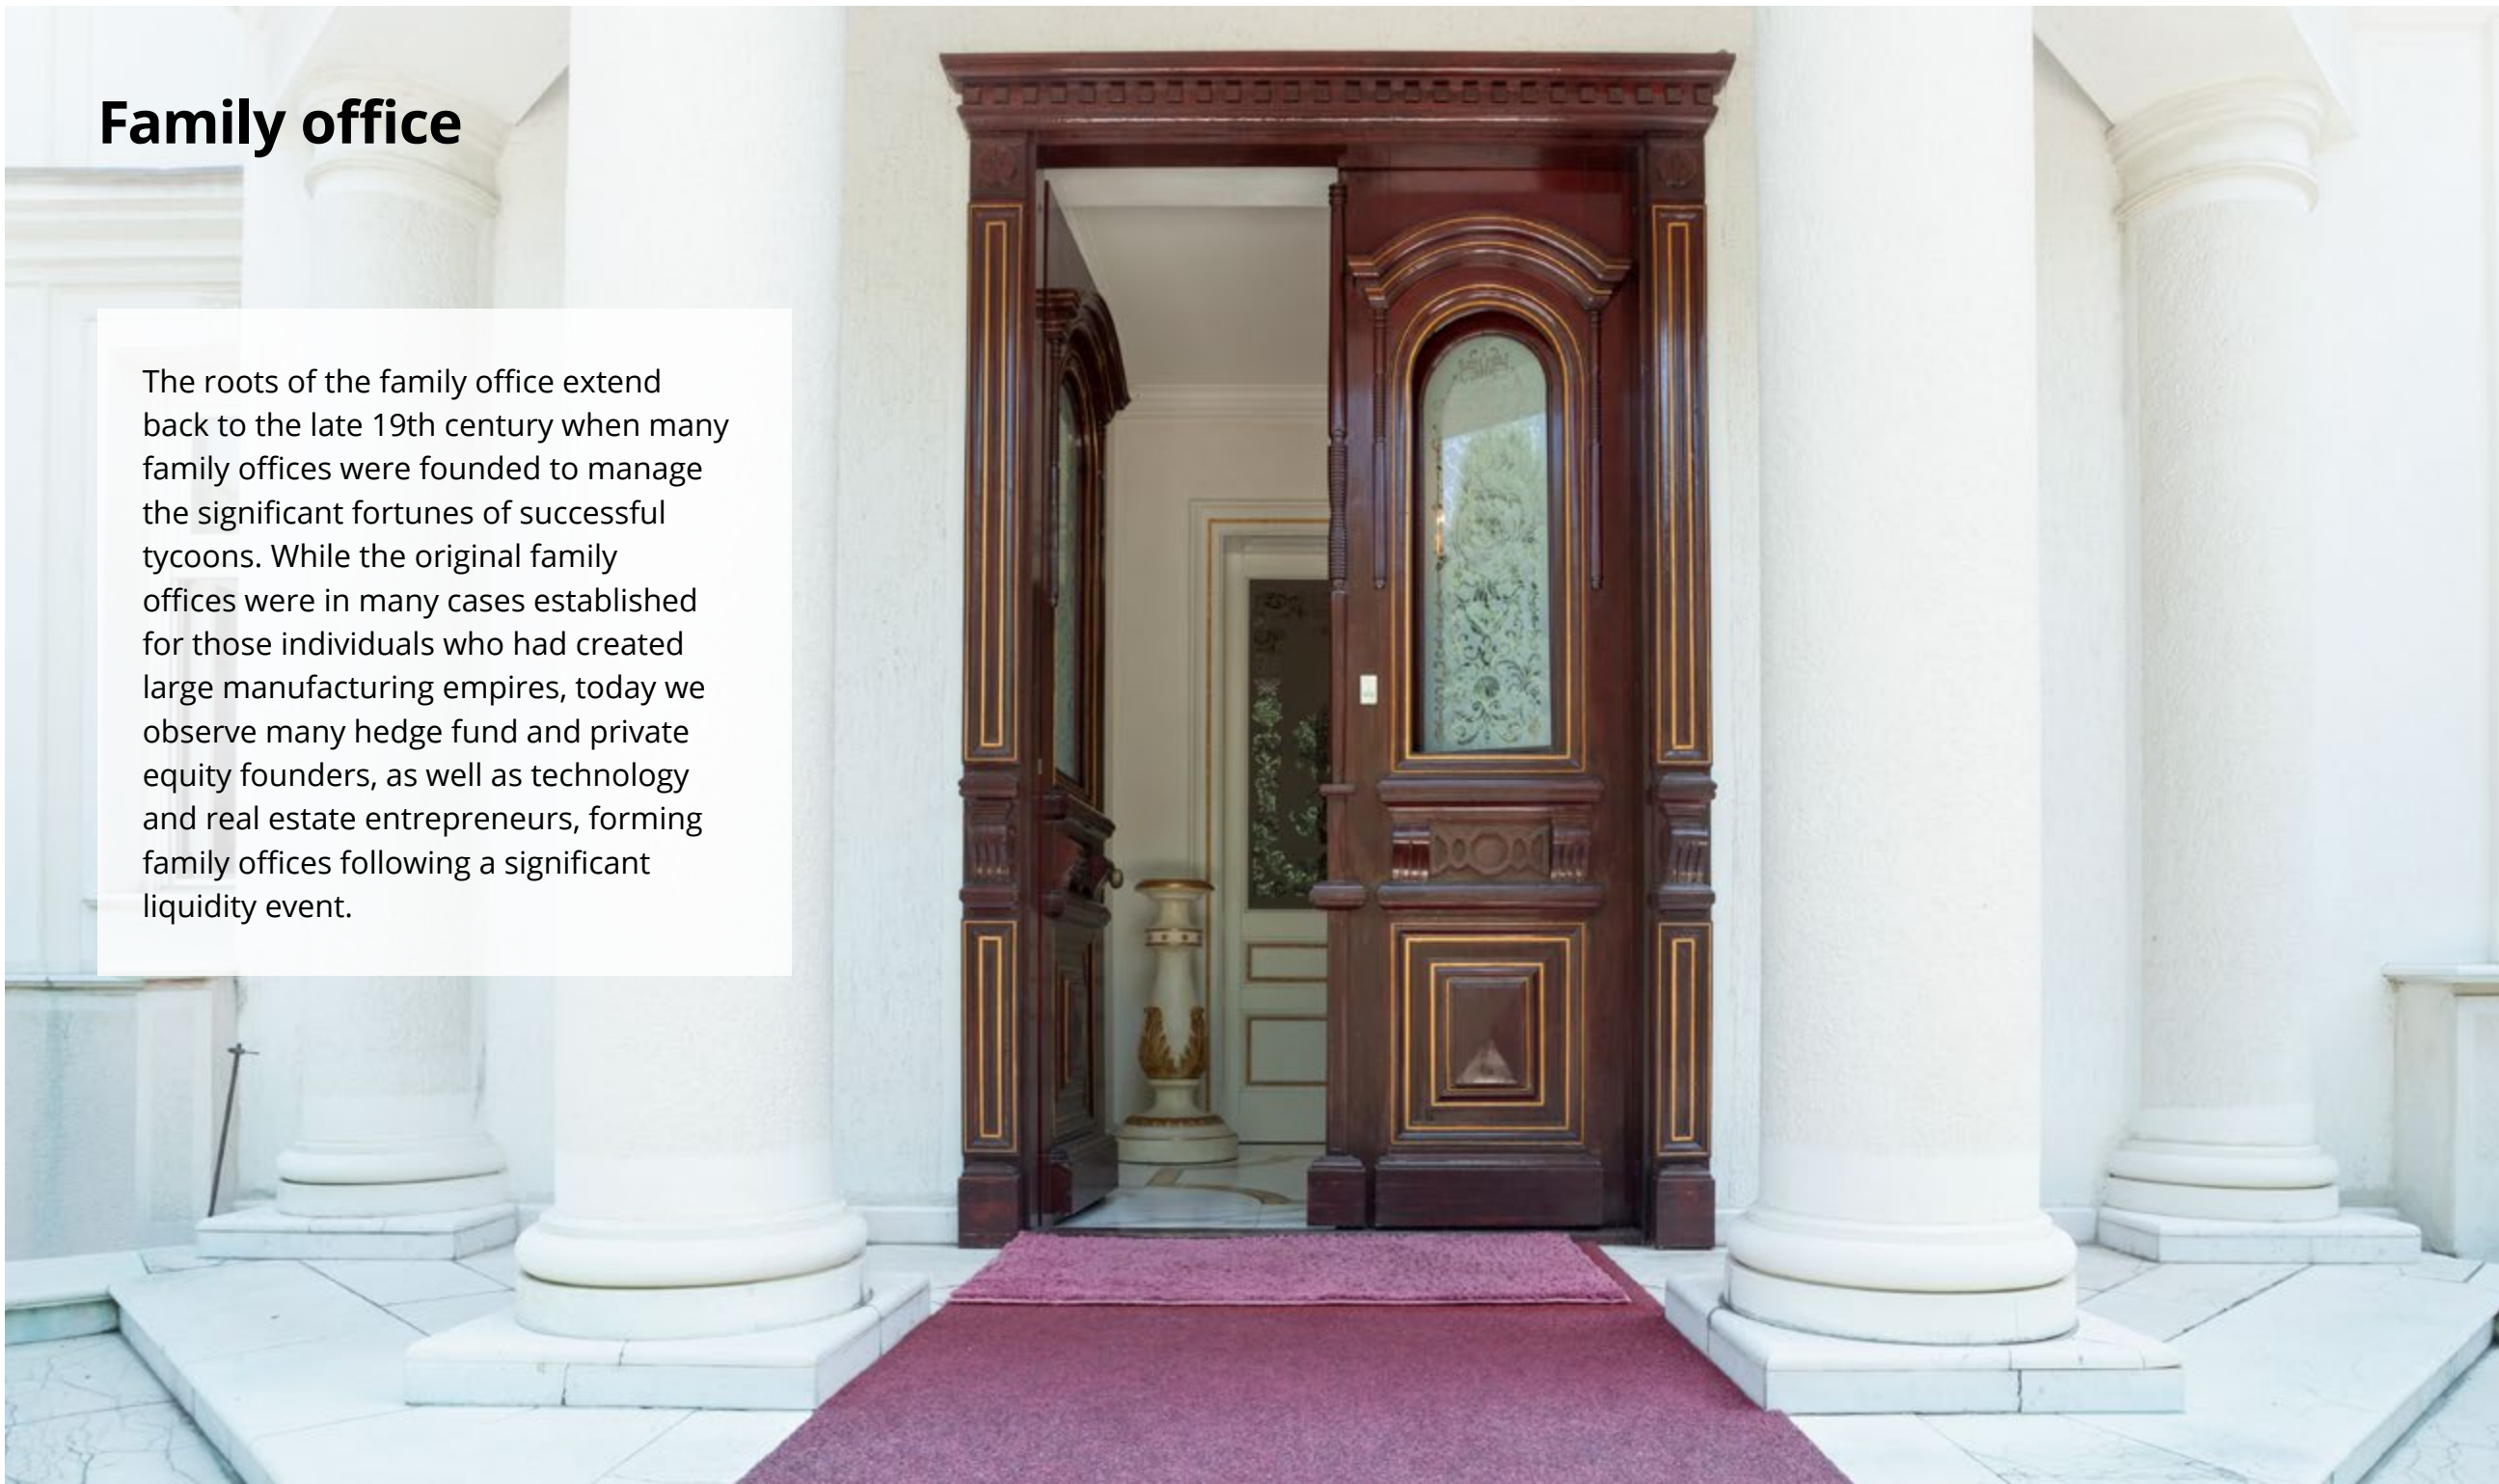 Family office
The roots of the family office extend
back to the late 19th century when many
family offices were founded to manage
the significant fortunes of successful
tycoons. While the original family
offices were in many cases established
for those individuals who had created
large manufacturing empires, today we
observe many hedge fund and private
equity founders, as well as technology
and real estate entrepreneurs, forming
family offices following a significant
liquidity event.